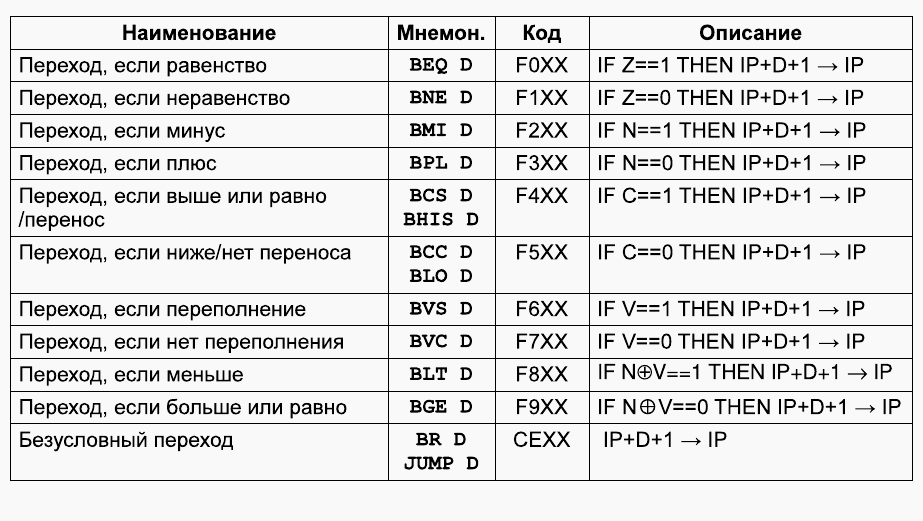 Наименование Мнемон. Код Описание
Переход, если равенство BEQ D F0XX IF Z==1 THEN IP+D+1 → IP
Переход, если неравенство BNE D F1XX IF Z==0 THEN IP+D+1 → IP
Переход, если минус BMI D F2XX IF N==1 THEN IP+D+1 → IP
Переход, если плюс BPL D F3XX IF N==0 THEN IP+D+1 → IP
Переход, если выше или равно BCS D F4XX IF C==1 THEN IP+D+1 → IP
/перенос BHIS D
Переход, если ниже/нет переноса BCC D F5XX IF C==0 THEN IP+D+1 → IP
BLO D
Переход, если переполнение BVS D F6XX IF V==1 THEN IP+D+1 → IP
Переход, если нет переполнения BVC D F7XX IF V==0 THEN IP+D+1 → IP
Переход, если меньше BLT D F8XX IF N⊕V==1 THEN IP+D+1 → IP
Переход, если больше или равно BGE D F9XX IF N⊕V==0 THEN IP+D+1 → IP
Безусловный переход BR D CEXX IP+D+1 → IP
JUMP D